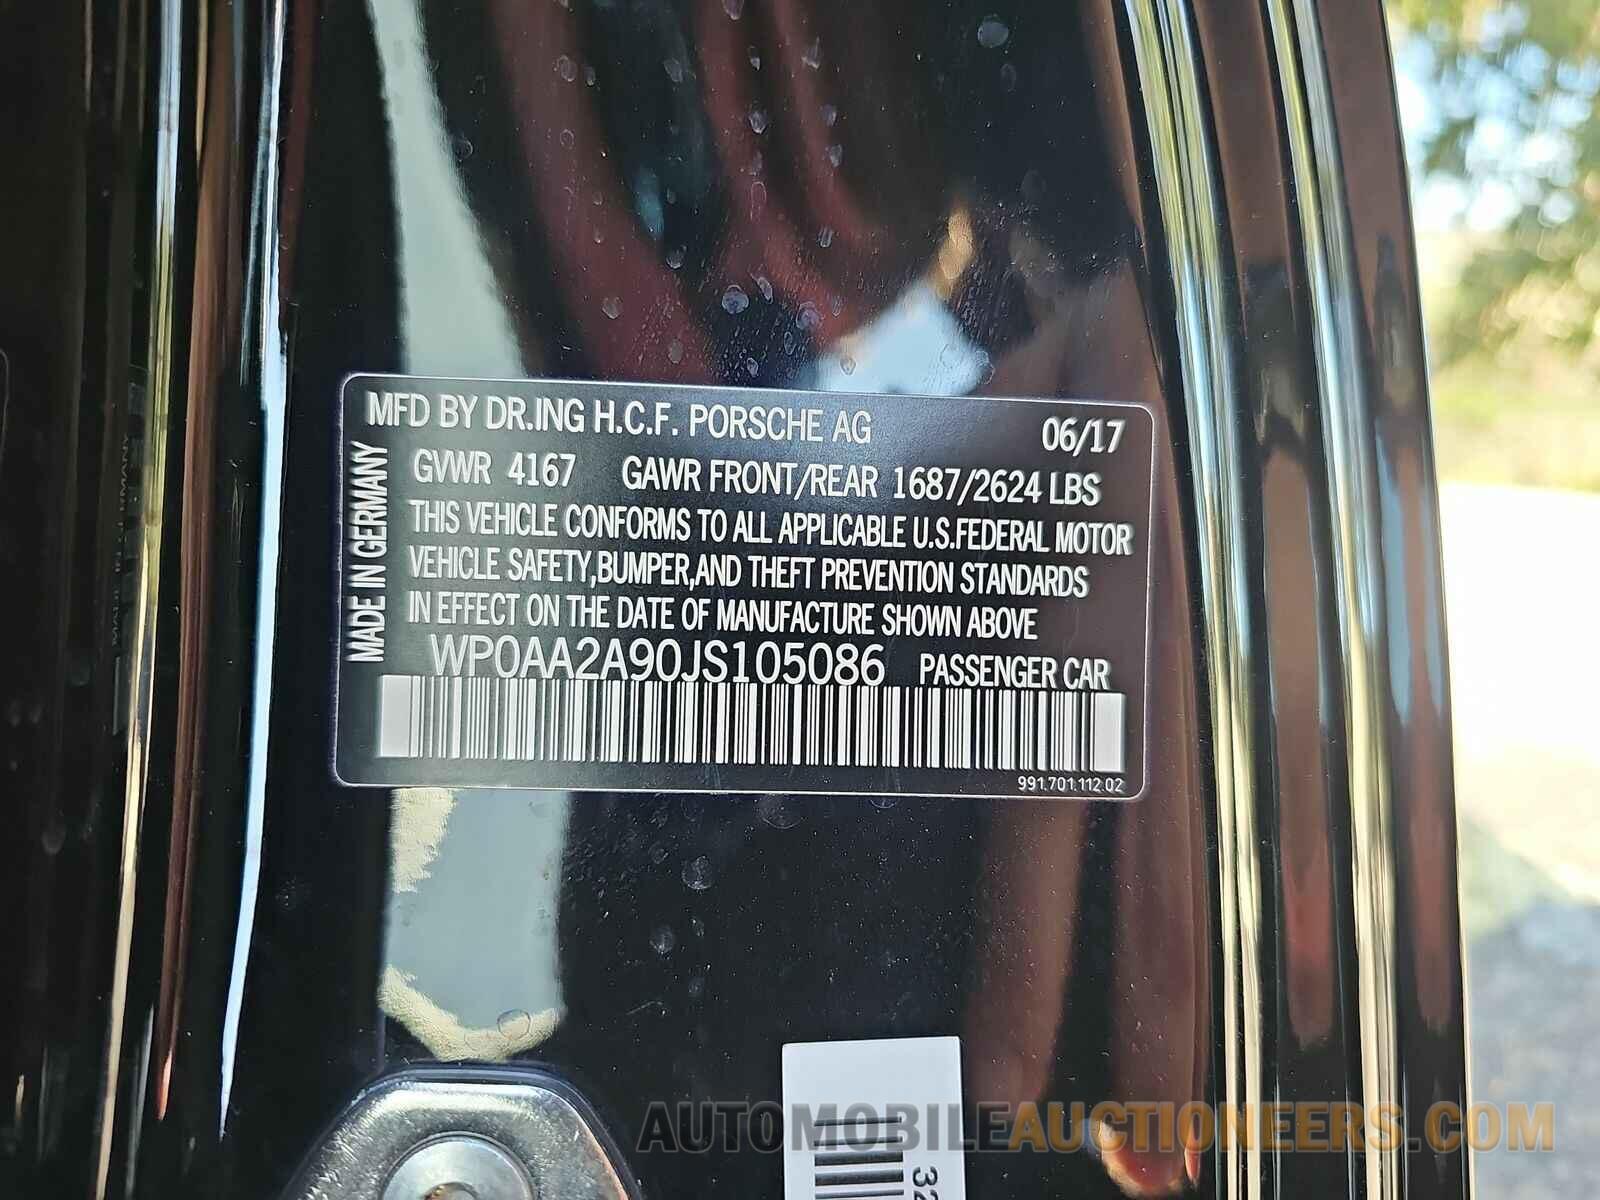 MFD BY DR.ING H.C.F. PORSCHE AG 06/17
GVWR 4167 GAWR FRONT/REAR 1687/2624 LBS
THIS VEHICLE CONFORMS TO ALL APPLICABLE U.S.FEDERAL MOTOR
VEHICLE SAFETY,BUMPER,AND THEFT PREVENTION STANDARDS
IN EFFECT ON THE DATE OF MANUFACTURE SHOWN ABOVE
WP0AA2A90JS105086 PASSENGER CAR
991.701.112.02
MADE IN GERMANY
AUTOMOBILEAUCTIONEERS.COM